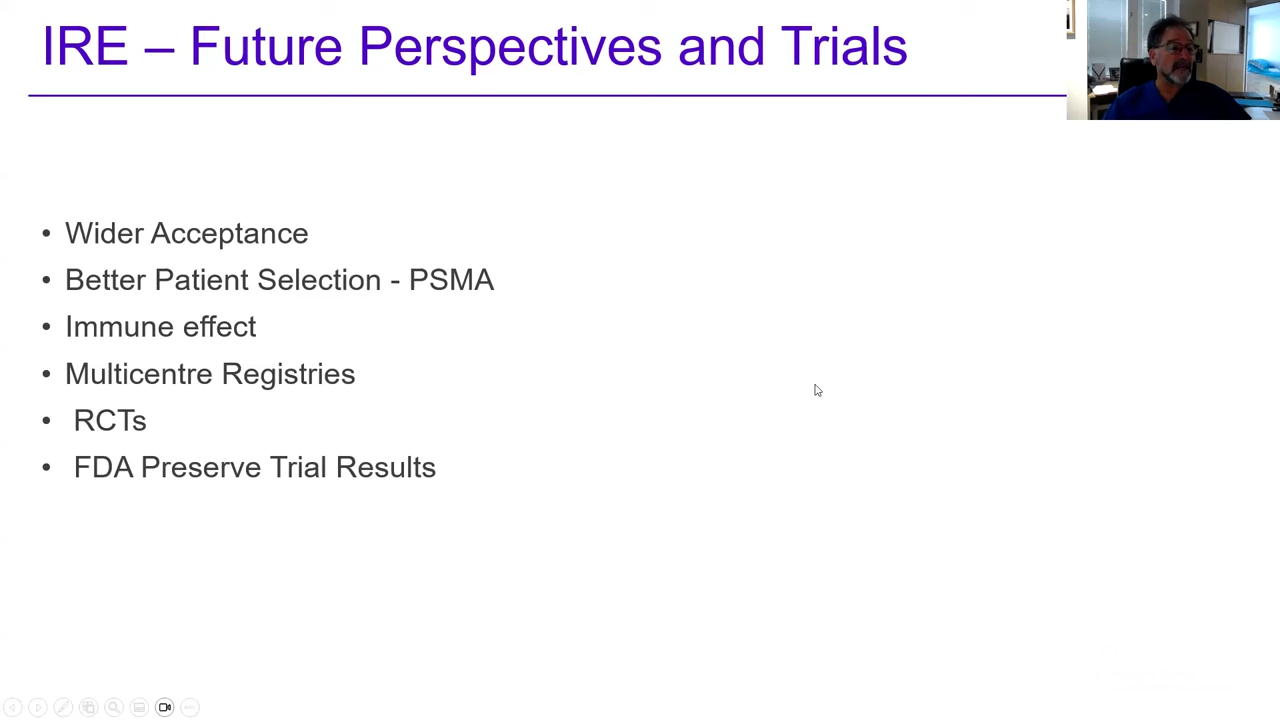 IRE – Future Perspectives and Trials
• Wider Acceptance
• Better Patient Selection - PSMA
• Immune effect
• Multicentre Registries
• RCTs
• FDA Preserve Trial Results